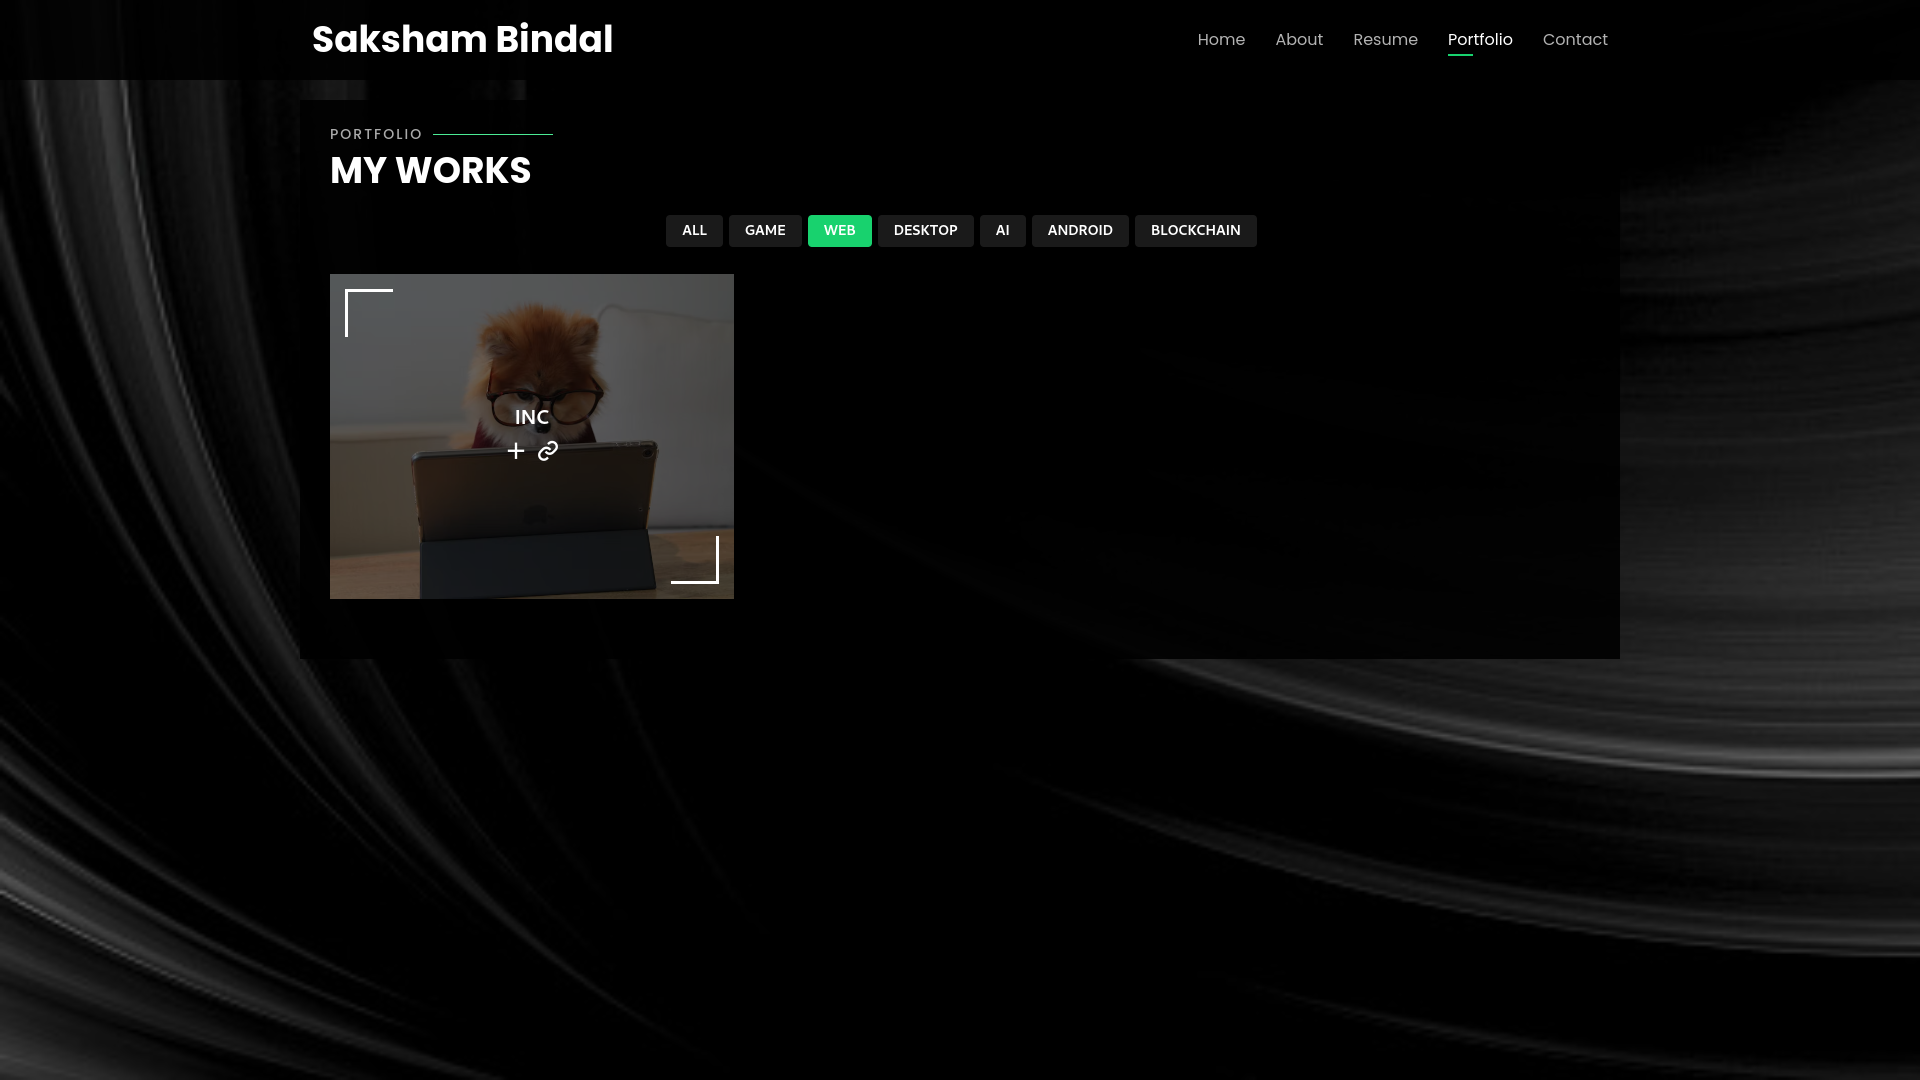 Saksham Bindal
Home About Resume Portfolio Contact
PORTFOLIO
MY WORKS
ALL GAME WEB DESKTOP AI ANDROID BLOCKCHAIN
INC